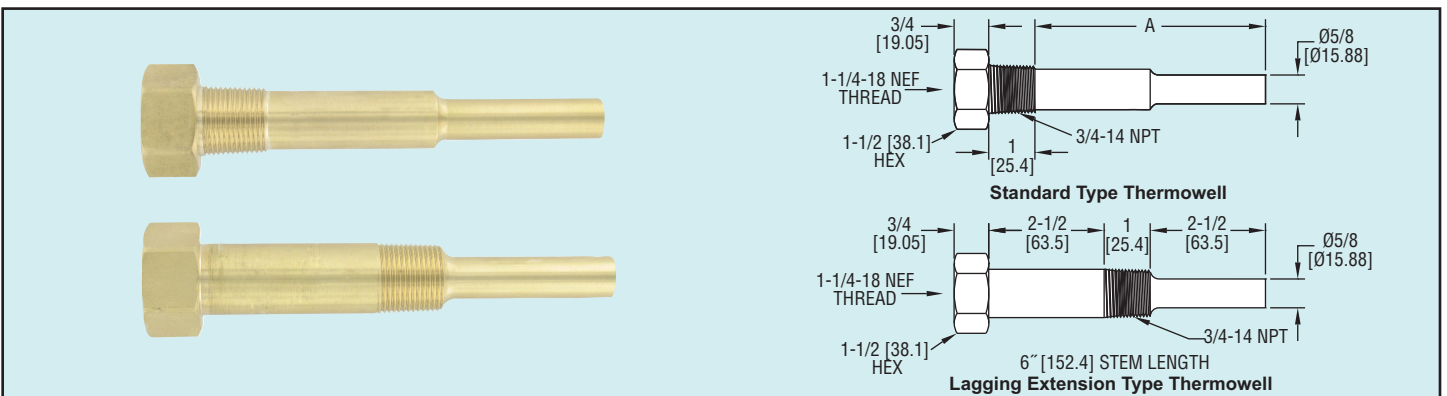 3/4
[19.05]
A
Ø5/8
[Ø15.88]
1-1/4-18 NEF
THREAD
1-1/2 [38.1]
HEX
1
[25.4]
3/4-14 NPT
Standard Type Thermowell
3/4
[19.05]
2-1/2
[63.5]
1
[25.4]
2-1/2
[63.5]
Ø5/8
[Ø15.88]
1-1/4-18 NEF
THREAD
1-1/2 [38.1]
HEX
3/4-14 NPT
6˝ [152.4] STEM LENGTH
Lagging Extension Type Thermowell